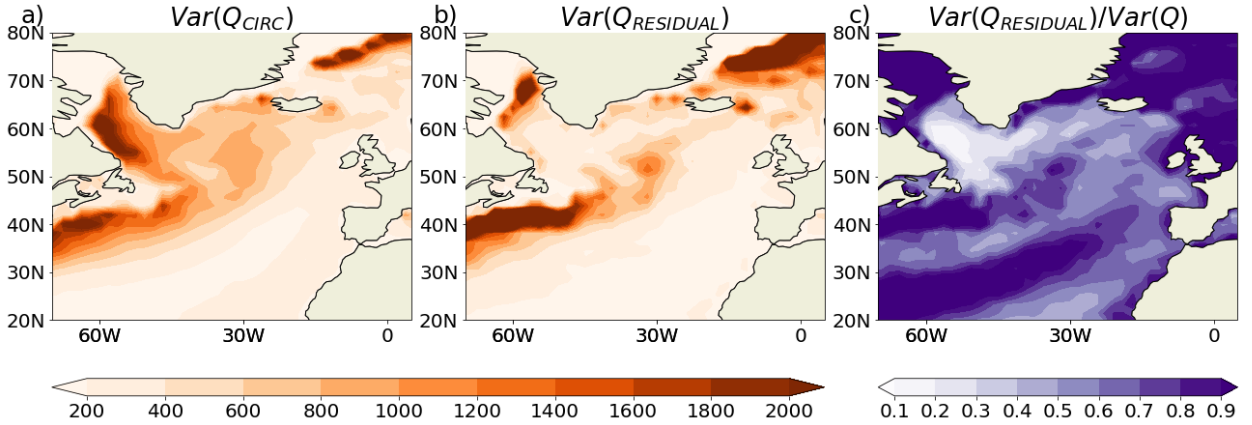 a) Var(Q_CIRC) b) Var(Q_RESIDUAL) c) Var(Q_RESIDUAL)/Var(Q)
80N 80N 80N
70N 70N 70N
60N 60N 60N
50N 50N 50N
40N 40N 40N
30N 30N 30N
20N 20N 20N
60W 30W 0 60W 30W 0 60W 30W 0
200 400 600 800 1000 1200 1400 1600 1800 2000 0.1 0.2 0.3 0.4 0.5 0.6 0.7 0.8 0.9